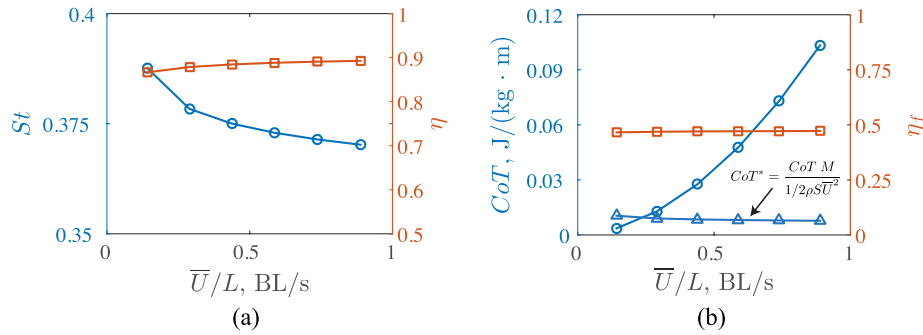 0.4
0.375
0.35
St
1
0.9
0.8
0.7
0.6
0.5
η
0
0.5
1
U̅/L, BL/s
(a)
0.12
0.09
0.06
0.03
0
CoT, J/(kg · m)
1
0.75
0.5
0.25
0
η_f
CoT* = CoT M / 1/2ρSU̅²
0
0.5
1
U̅/L, BL/s
(b)